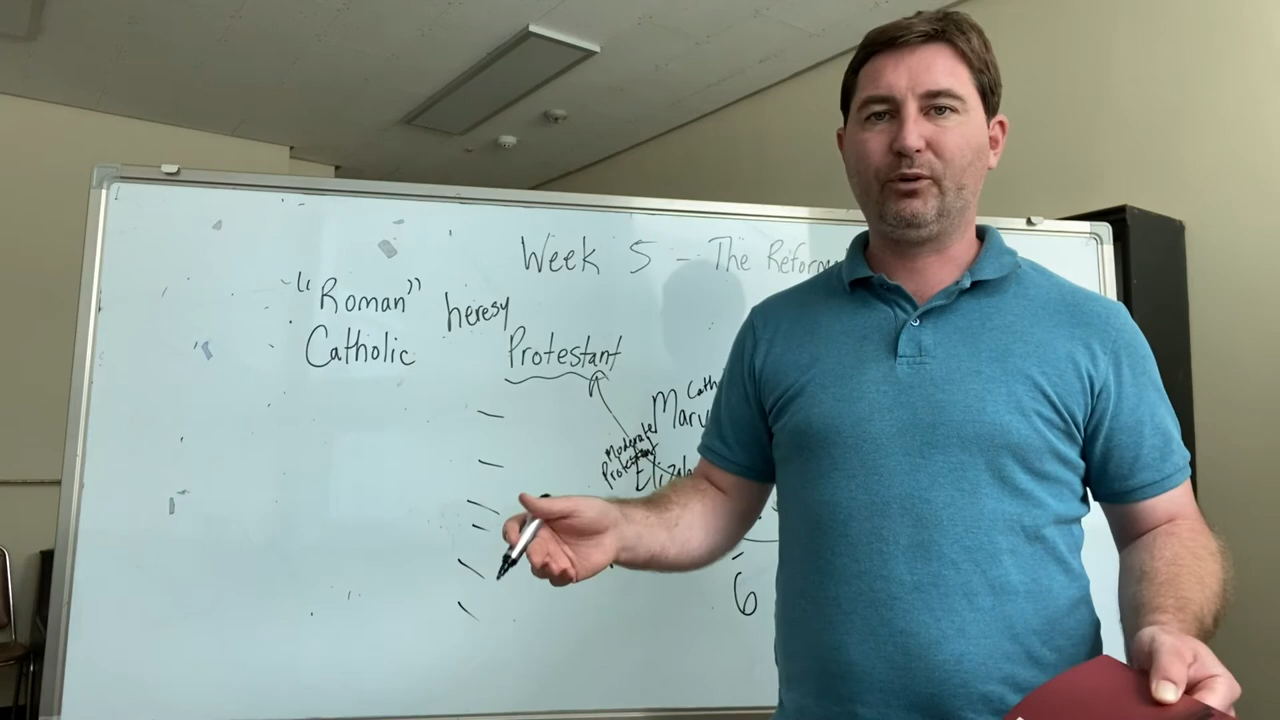 Week 5 - The Reform
"Roman"
Catholic
heresy
Protestant
Cath
Mary
Moderate
Protestant
Eliza
6